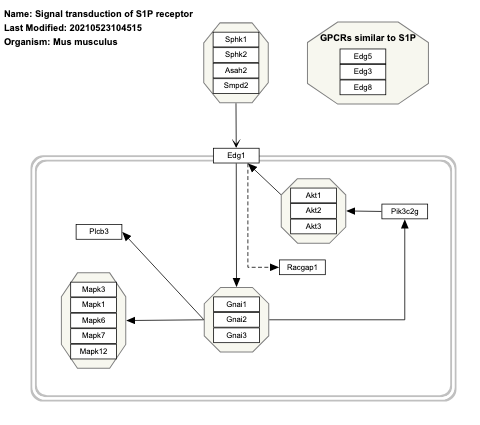 Name: Signal transduction of S1P receptor
Last Modified: 20210523104515
Organism: Mus musculus
Sphk1
Sphk2
Asah2
Smpd2
GPCRs similar to S1P
Edg5
Edg3
Edg8
Edg1
Akt1
Akt2
Akt3
Pik3c2g
Plcb3
Racgap1
Mapk3
Mapk1
Mapk6
Mapk7
Mapk12
Gnai1
Gnai2
Gnai3